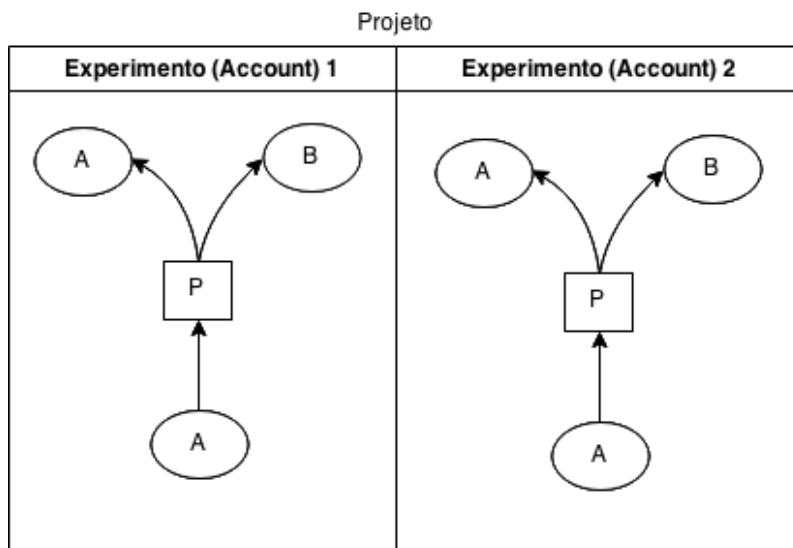 Projeto
Experimento (Account) 1
Experimento (Account) 2
A
B
P
A
A
B
P
A